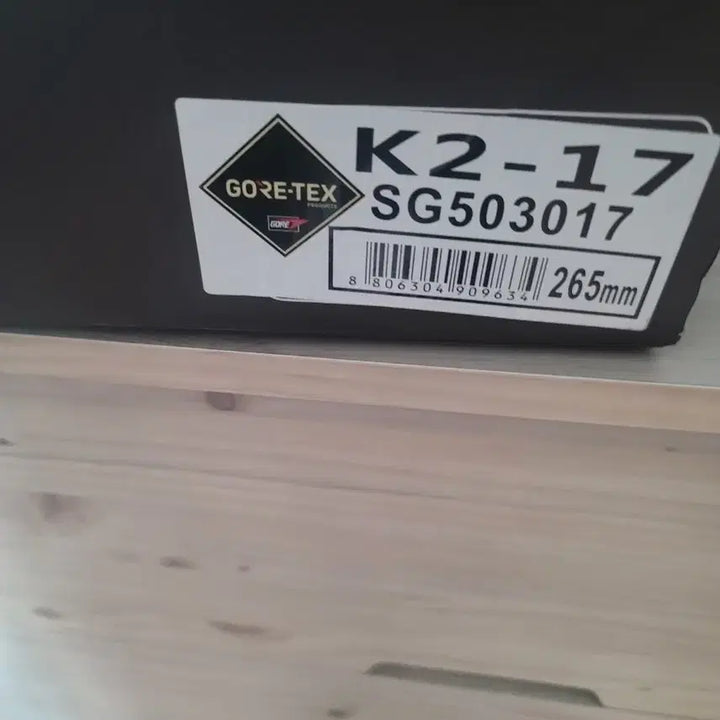 GORE-TEX
PRODUCTS
GORE
K2-17
SG503017
8 806304 909634
265mm